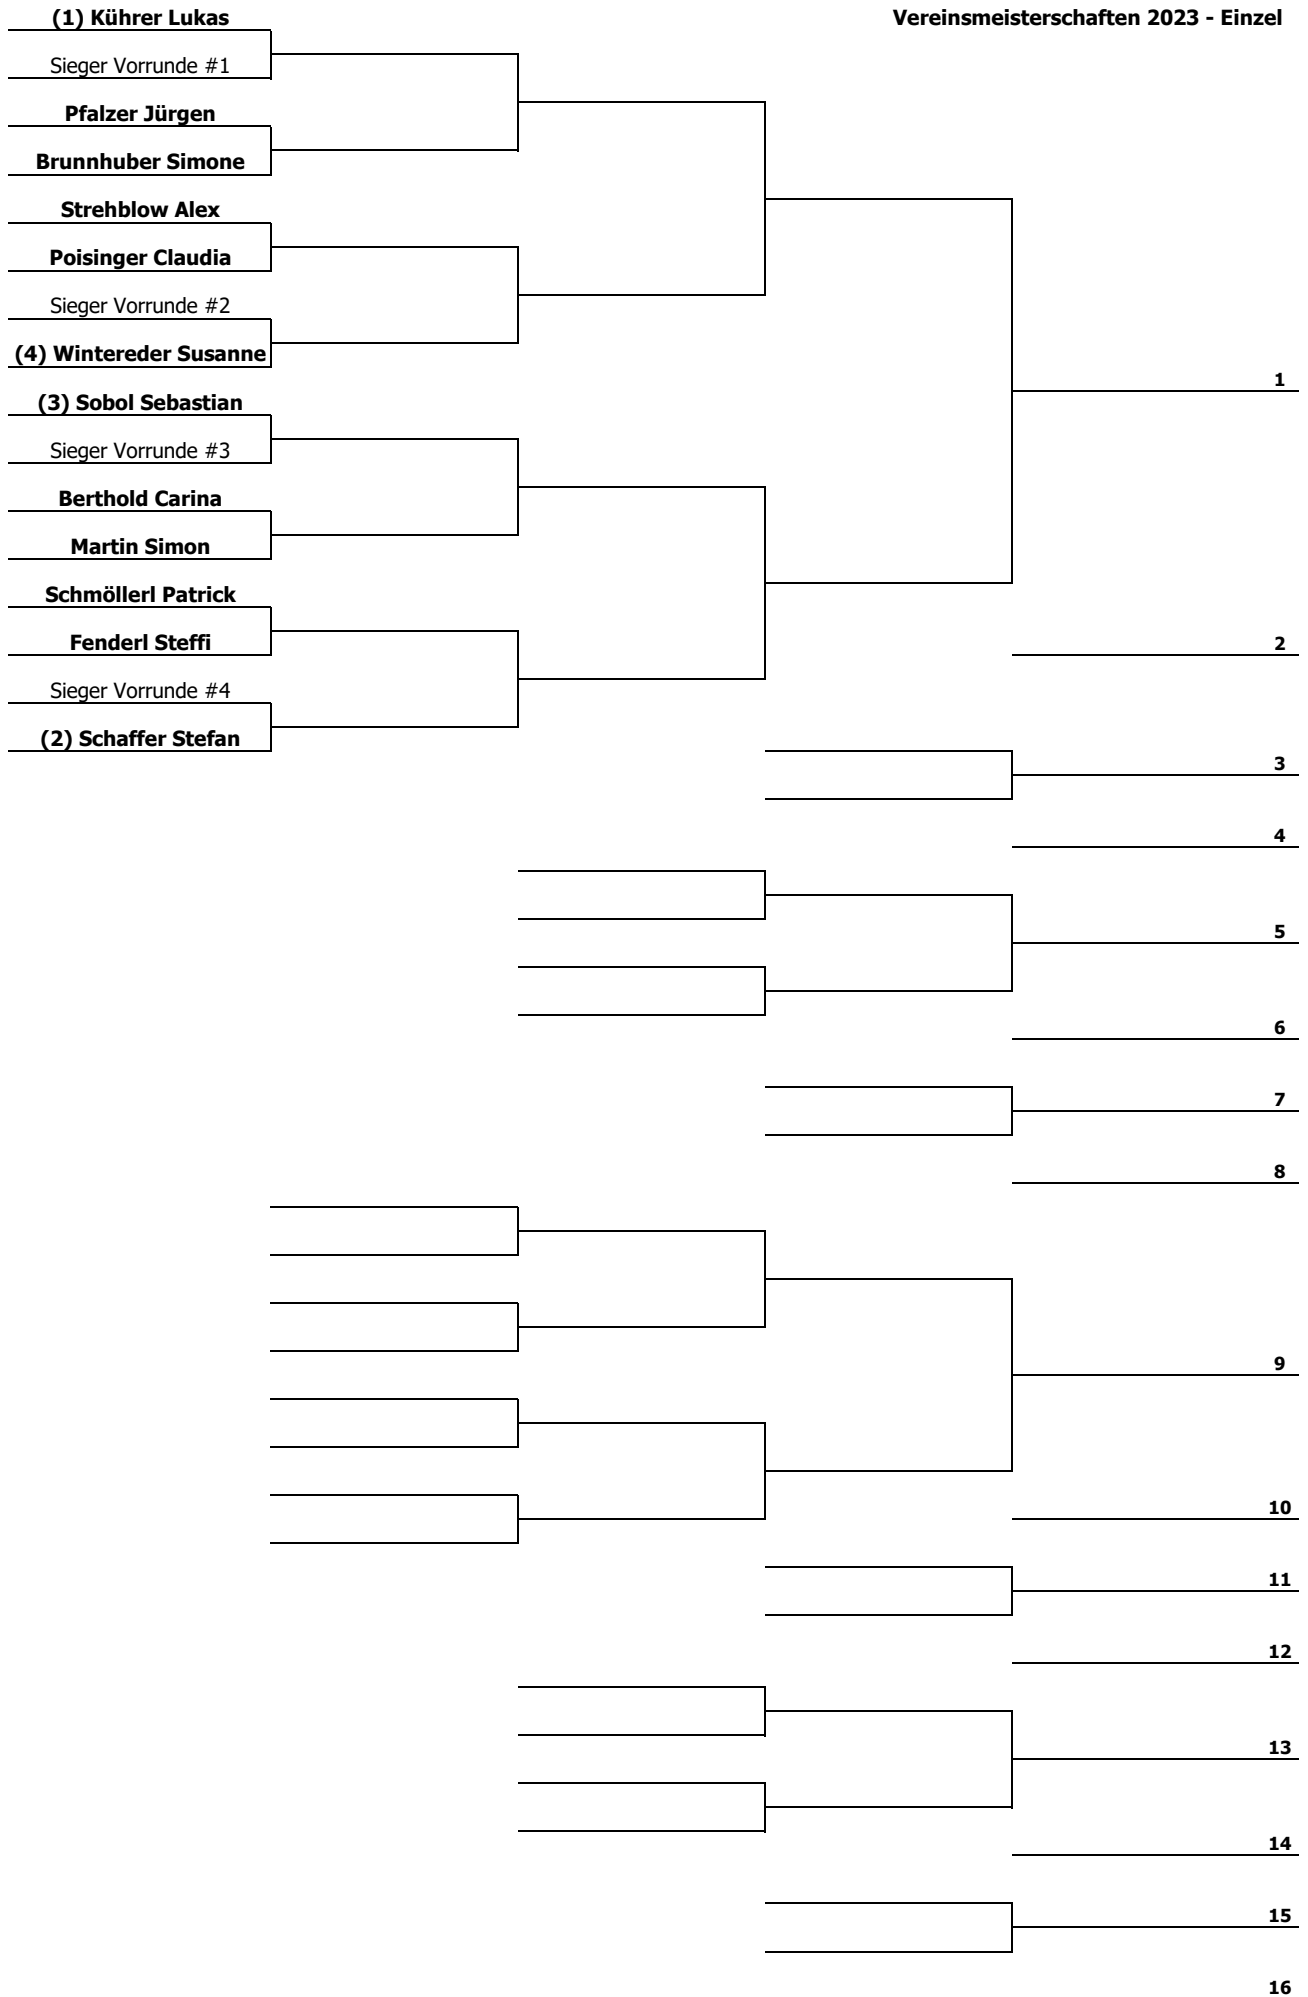 (1) Kührer Lukas
Vereinsmeisterschaften 2023 - Einzel
Sieger Vorrunde #1
Pfalzer Jürgen
Brunnhuber Simone
Strehblow Alex
Poisinger Claudia
Sieger Vorrunde #2
(4) Wintereder Susanne
(3) Sobol Sebastian
Sieger Vorrunde #3
Berthold Carina
Martin Simon
Schmöllerl Patrick
Fenderl Steffi
Sieger Vorrunde #4
(2) Schaffer Stefan
1
2
3
4
5
6
7
8
9
10
11
12
13
14
15
16